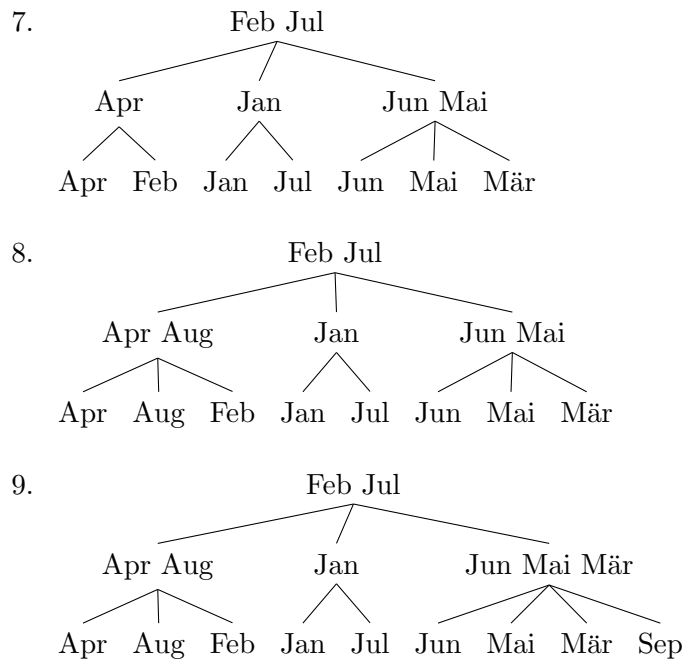 7. Feb Jul
Apr Jan Jun Mai
Apr Feb Jan Jul Jun Mai Mär
8. Feb Jul
Apr Aug Jan Jun Mai
Apr Aug Feb Jan Jul Jun Mai Mär
9. Feb Jul
Apr Aug Jan Jun Mai Mär
Apr Aug Feb Jan Jul Jun Mai Mär Sep